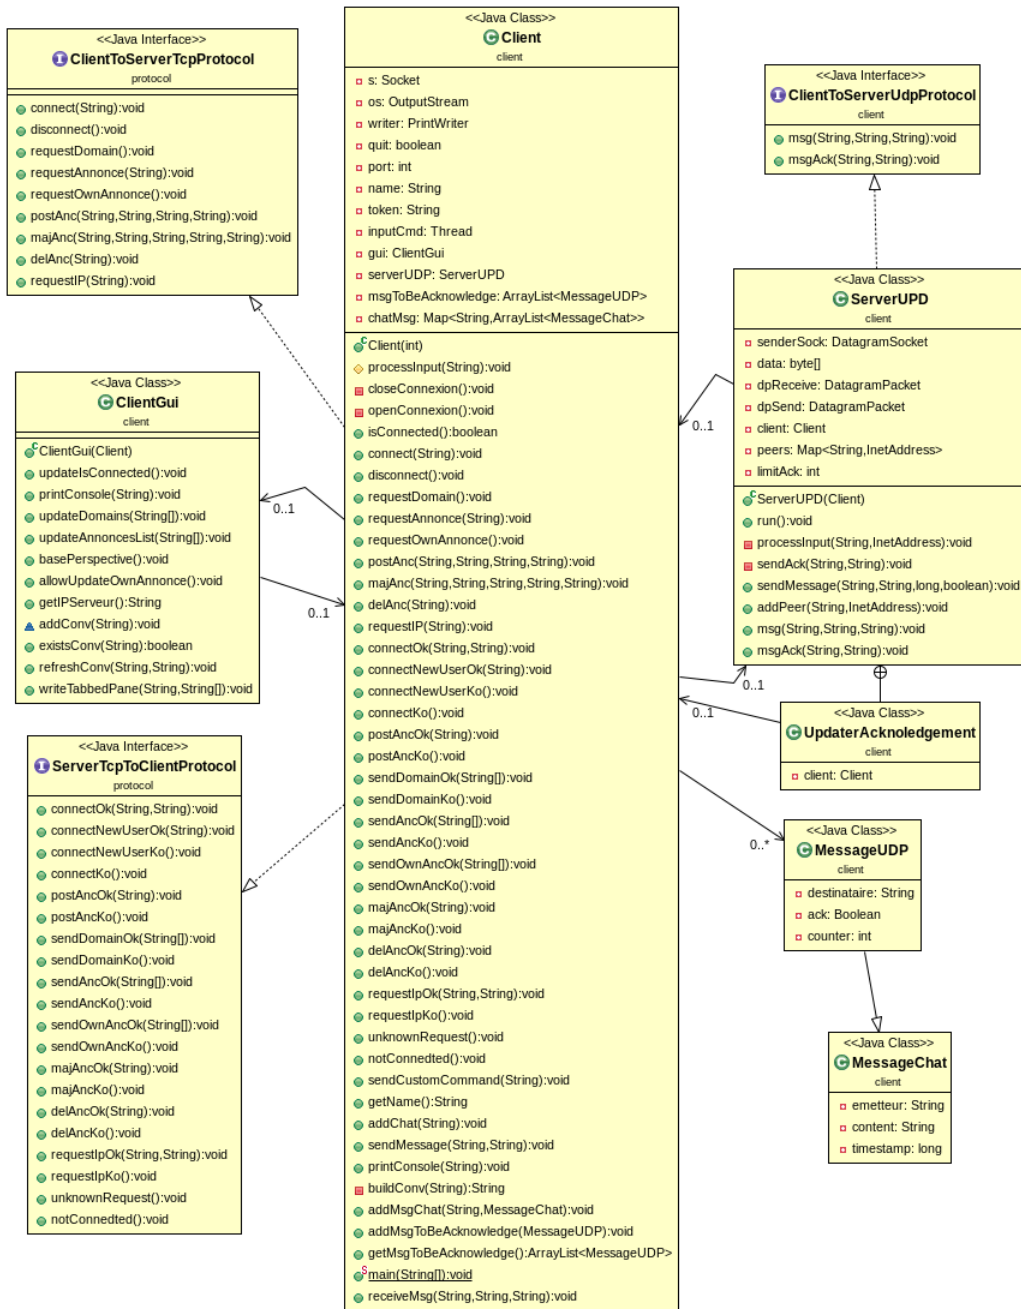 <<Java Interface>>
ClientToServerTcpProtocol
protocol
connect(String):void
disconnect():void
requestDomain():void
requestAnnonce(String):void
requestOwnAnnonce():void
postAnc(String,String,String,String):void
majAnc(String,String,String,String,String):void
delAnc(String):void
requestIP(String):void
<<Java Class>>
ClientGui
client
ClientGui(Client)
updateIsConnected():void
printConsole(String):void
updateDomains(String[]):void
updateAnnoncesList(String[]):void
basePerspective():void
allowUpdateOwnAnnonce():void
getIPServeur():String
addConv(String):void
existsConv(String):boolean
refreshConv(String,String):void
writeTabbedPane(String,String[]):void
<<Java Interface>>
ServerTcpToClientProtocol
protocol
connectOk(String,String):void
connectNewUserOk(String):void
connectNewUserKo():void
connectKo():void
postAncOk(String):void
postAncKo():void
sendDomainOk(String[]):void
sendDomainKo():void
sendAncOk(String[]):void
sendAncKo():void
sendOwnAncOk(String[]):void
sendOwnAncKo():void
majAncOk(String):void
majAncKo():void
delAncOk(String):void
delAncKo():void
requestIpOk(String,String):void
requestIpKo():void
unknownRequest():void
notConnedted():void
0..1
0..1
<<Java Class>>
Client
client
s: Socket
os: OutputStream
writer: PrintWriter
quit: boolean
port: int
name: String
token: String
inputCmd: Thread
gui: ClientGui
serverUDP: ServerUPD
msgToBeAcknowledge: ArrayList<MessageUDP>
chatMsg: Map<String,ArrayList<MessageChat>>
Client(int)
processInput(String):void
closeConnexion():void
openConnexion():void
isConnected():boolean
connect(String):void
disconnect():void
requestDomain():void
requestAnnonce(String):void
requestOwnAnnonce():void
postAnc(String,String,String,String):void
majAnc(String,String,String,String,String):void
delAnc(String):void
requestIP(String):void
connectOk(String,String):void
connectNewUserOk(String):void
connectNewUserKo():void
connectKo():void
postAncOk(String):void
postAncKo():void
sendDomainOk(String[]):void
sendDomainKo():void
sendAncOk(String[]):void
sendAncKo():void
sendOwnAncOk(String[]):void
sendOwnAncKo():void
majAncOk(String):void
majAncKo():void
delAncOk(String):void
delAncKo():void
requestIpOk(String,String):void
requestIpKo():void
unknownRequest():void
notConnedted():void
sendCustomCommand(String):void
getName():String
addChat(String):void
sendMessage(String,String):void
printConsole(String):void
buildConv(String):String
addMsgChat(String,MessageChat):void
addMsgToBeAcknowledge(MessageUDP):void
getMsgToBeAcknowledge():ArrayList<MessageUDP>
main(String[]):void
receiveMsg(String,String,String):void
<<Java Interface>>
ClientToServerUdpProtocol
client
msg(String,String,String):void
msgAck(String,String):void
<<Java Class>>
ServerUPD
client
senderSock: DatagramSocket
data: byte[]
dpReceive: DatagramPacket
dpSend: DatagramPacket
client: Client
peers: Map<String,InetAddress>
limitAck: int
ServerUPD(Client)
run():void
processInput(String,InetAddress):void
sendAck(String,String):void
sendMessage(String,String,long,boolean):void
addPeer(String,InetAddress):void
msg(String,String,String):void
msgAck(String,String):void
0..1
0..1
0..1
<<Java Class>>
UpdaterAcknoledgement
client
client: Client
0..*
<<Java Class>>
MessageUDP
client
destinataire: String
ack: Boolean
counter: int
<<Java Class>>
MessageChat
client
emetteur: String
content: String
timestamp: long